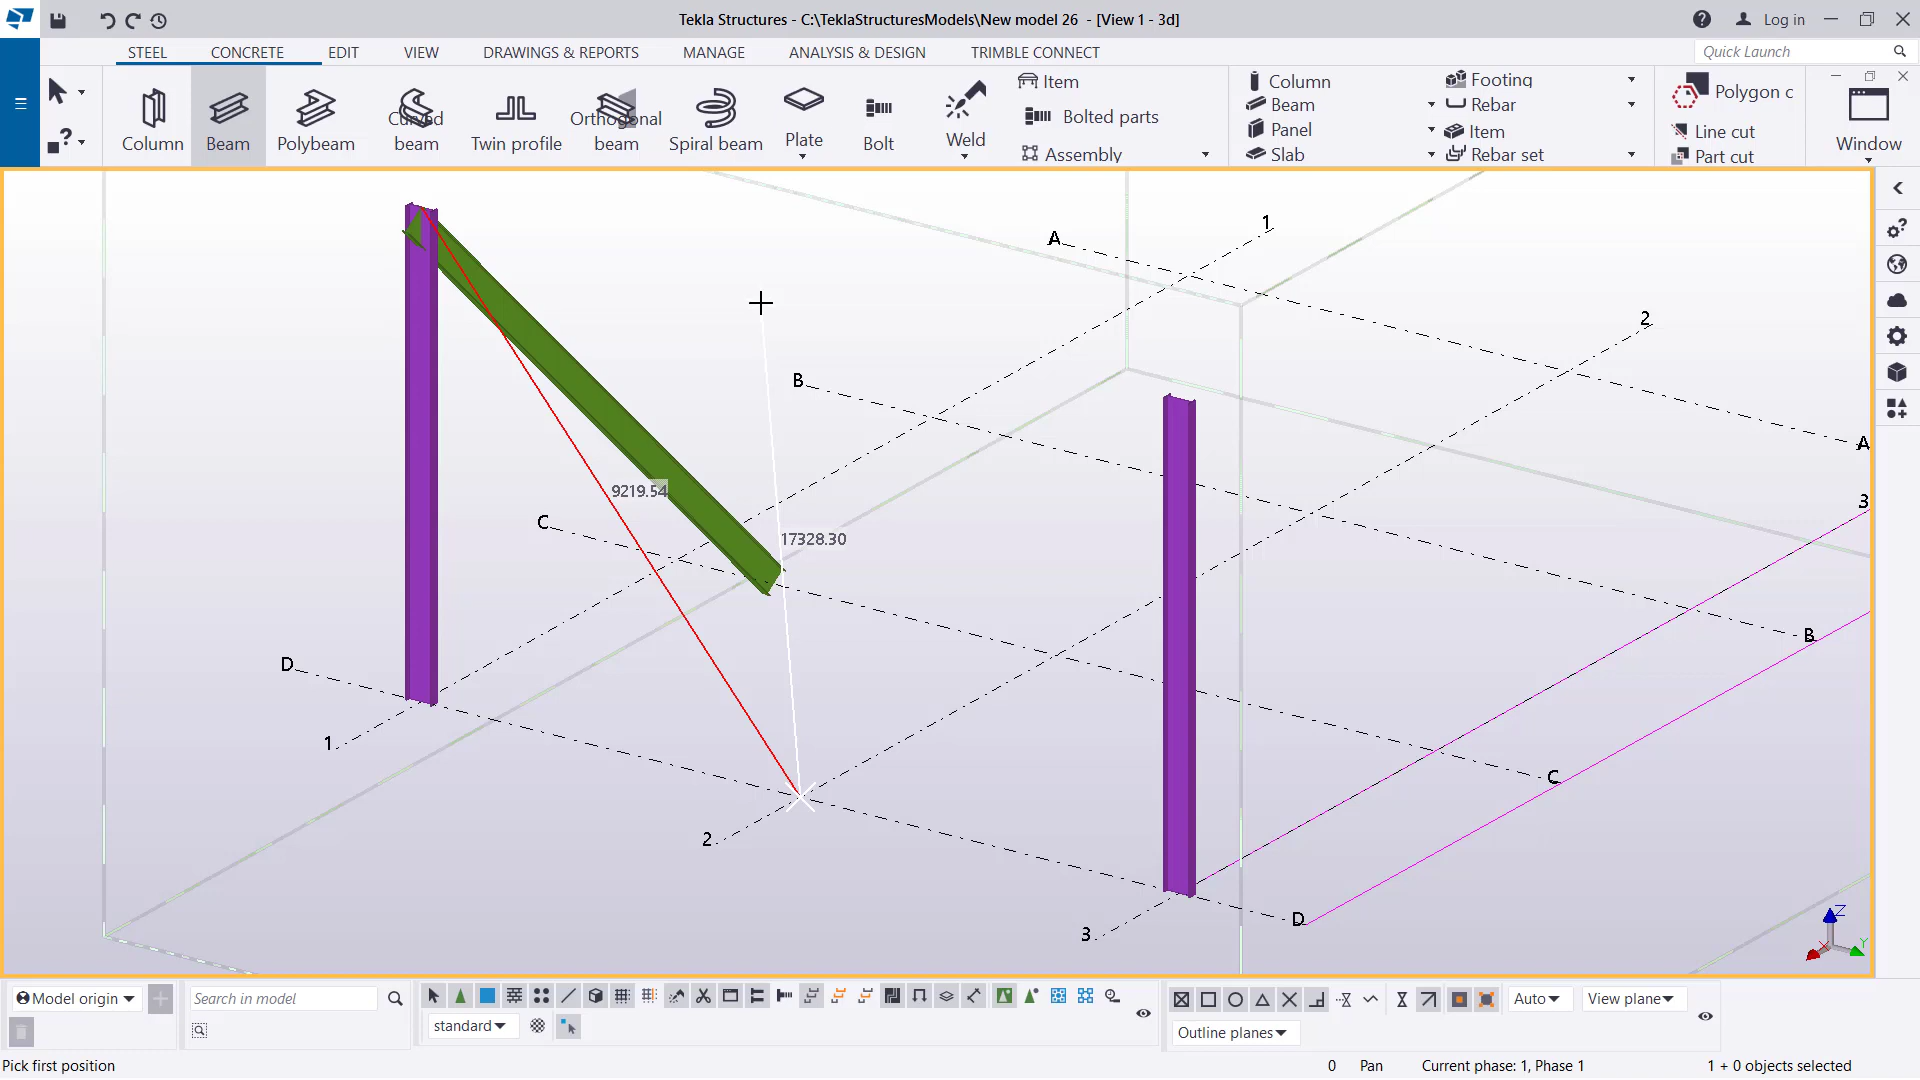 Tekla Structures - C:\TeklaStructuresModels\New model 26 - [View 1 - 3d]
Log in
STEEL CONCRETE EDIT VIEW DRAWINGS & REPORTS MANAGE ANALYSIS & DESIGN TRIMBLE CONNECT
Quick Launch
Column
Beam
Polybeam
Curved beam
Twin profile
Orthogonal beam
Spiral beam
Plate
Bolt
Weld
Item
Bolted parts
Assembly
Column
Beam
Panel
Slab
Footing
Rebar
Item
Rebar set
Polygon c
Line cut
Part cut
Window
1
A
2
B
A
3
9219.54
C
17328.30
B
D
1
C
2
D
3
Z
X
Y
Model origin
Search in model
standard
Auto
View plane
Outline planes
Pick first position
0 Pan Current phase: 1, Phase 1 1 + 0 objects selected